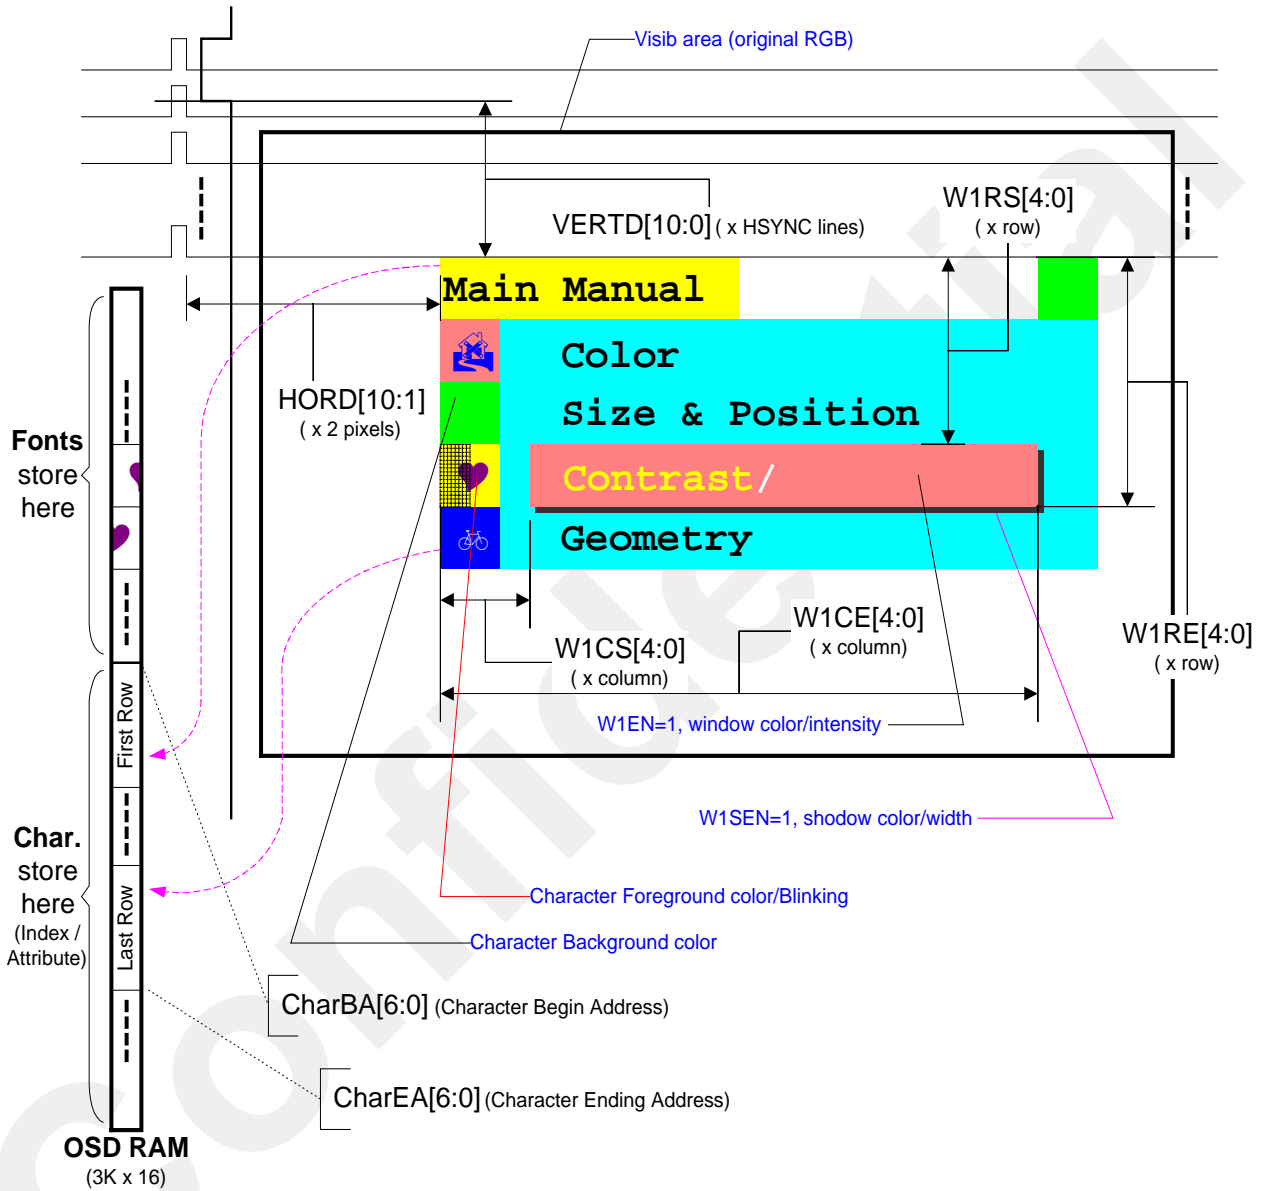 Visib area (original RGB)
W1RS[4:0]
( x row)
VERTD[10:0] ( x HSYNC lines)
Main Manual
Color
HORD[10:1]
( x 2 pixels)
Size & Position
Fonts
store
here
Contrast/
Geometry
W1CE[4:0]
( x column)
W1RE[4:0]
( x row)
W1CS[4:0]
( x column)
First Row
W1EN=1, window color/intensity
W1SEN=1, shodow color/width
Char.
store
here
(Index /
Attribute)
Last Row
Character Foreground color/Blinking
Character Background color
CharBA[6:0] (Character Begin Address)
CharEA[6:0] (Character Ending Address)
OSD RAM
(3K x 16)
Confidential